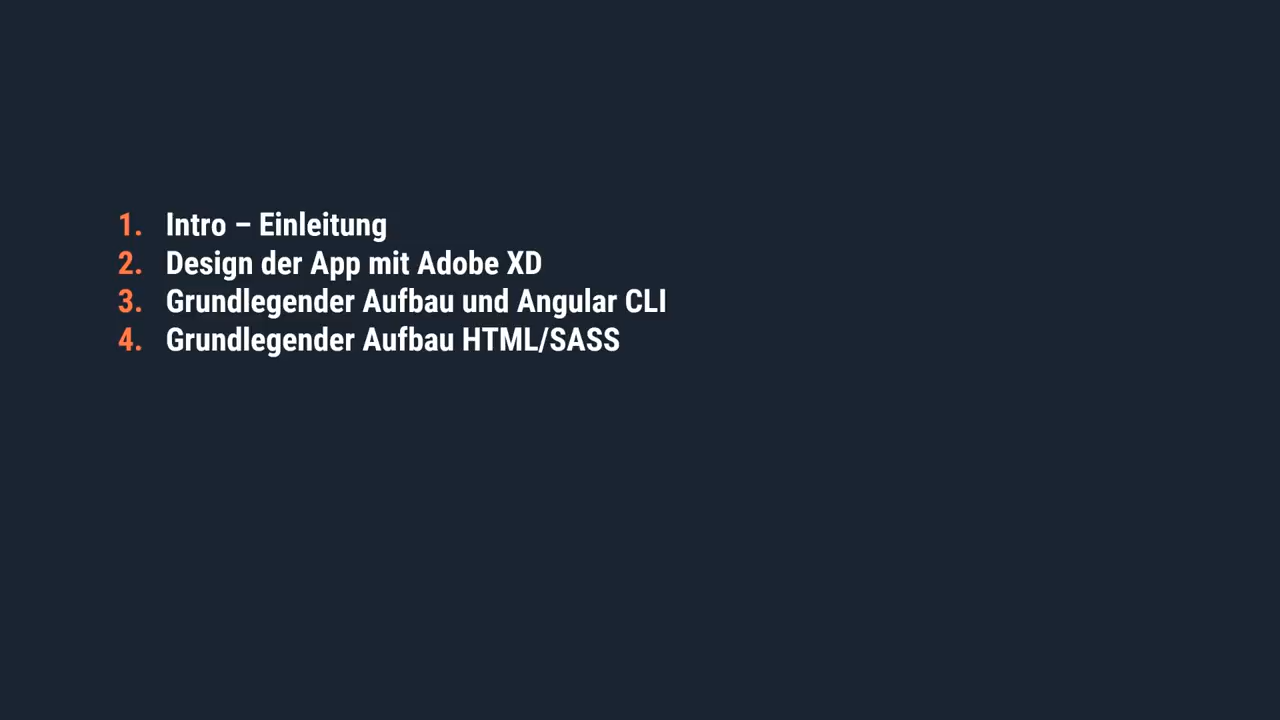 1. Intro – Einleitung
2. Design der App mit Adobe XD
3. Grundlegender Aufbau und Angular CLI
4. Grundlegender Aufbau HTML/SASS